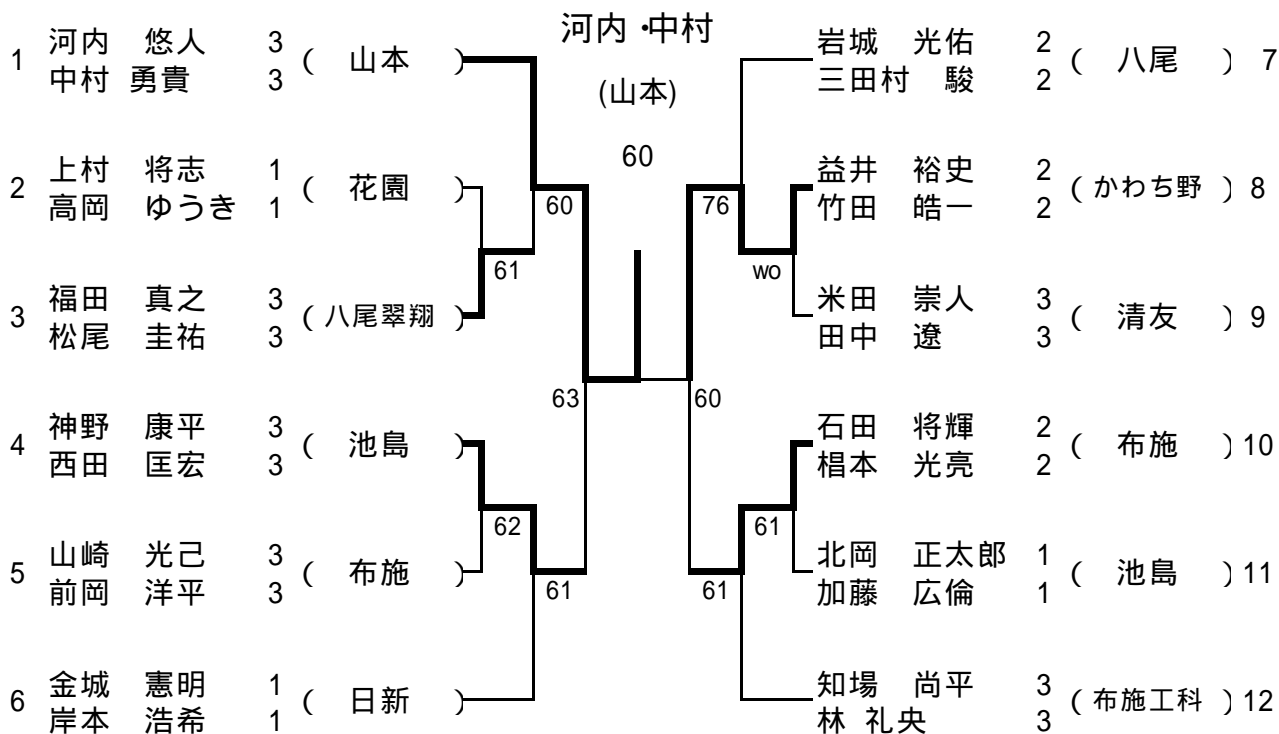 河内・中村
(山本)
60
1 河内 悠人 3 ( 山本 )
中村 勇貴 3
2 上村 将志 1 ( 花園 )
高岡 ゆうき 1
60
61
3 福田 真之 3 ( 八尾翠翔 )
松尾 圭祐 3
63
4 神野 康平 3 ( 池島 )
西田 匡宏 3
62
5 山崎 光己 3 ( 布施 )
前岡 洋平 3
61
6 金城 憲明 1 ( 日新 )
岸本 浩希 1
岩城 光佑 2 ( 八尾 ) 7
三田村 駿 2
益井 裕史 2 ( かわち野 ) 8
竹田 皓一 2
76
wo
米田 崇人 3 ( 清友 ) 9
田中 遼 3
60
石田 将輝 2 ( 布施 ) 10
椙本 光亮 2
61
北岡 正太郎 1 ( 池島 ) 11
加藤 広倫 1
61
知場 尚平 3 ( 布施工科 ) 12
林 礼央 3